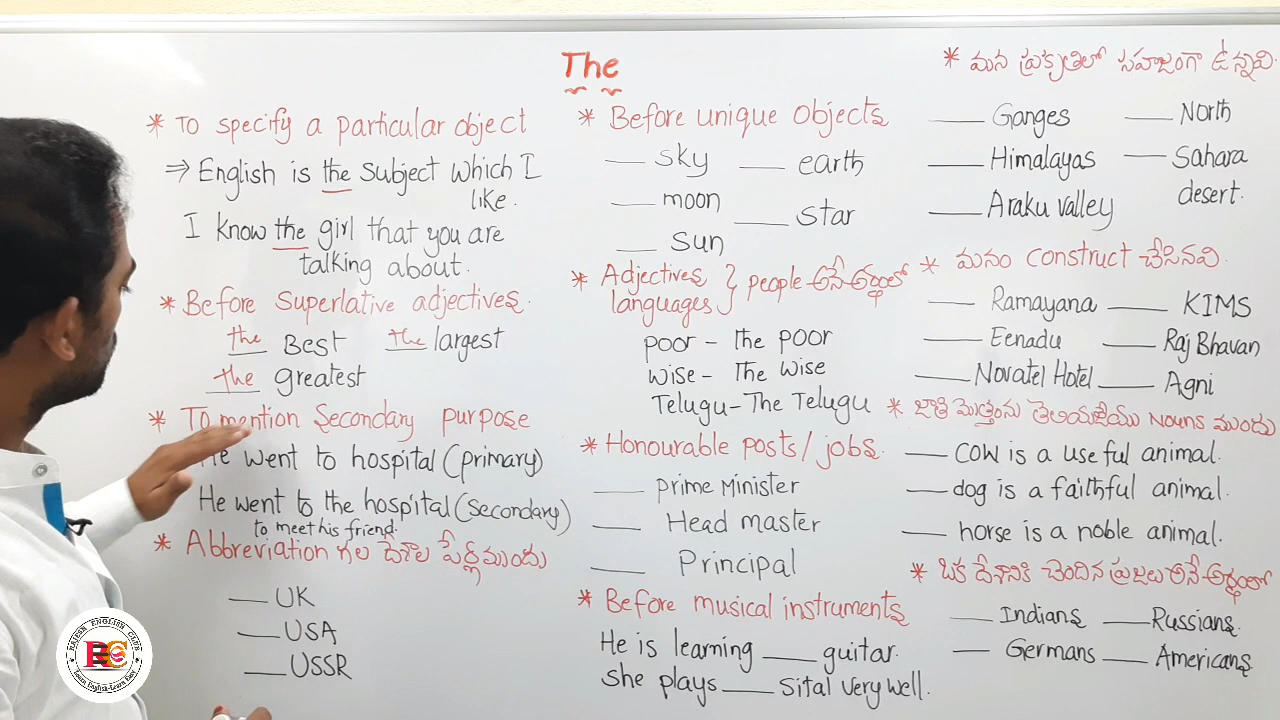 The
* To specify a particular object
⇒ English is the subject which I
like.
I know the girl that you are
talking about.
* Before superlative adjectives
the Best the largest
the greatest
* To mention secondary purpose
He went to hospital (primary)
He went to the hospital (secondary)
to meet his friend.
* Abbreviation గల దేశాల పేర్లముందు
___ UK
___ USA
___ USSR
* Before unique objects
___ sky ___ earth
___ moon
___ star
___ sun
* Adjectives } people అనే అర్థంలో
languages
poor - the poor
wise - The wise
Telugu - The Telugu
* Honourable posts / jobs
___ prime Minister
___ Head master
___ Principal
* Before musical instruments
He is learning ___ guitar.
she plays ___ sital very well.
* మన ప్రకృతిలో సహజంగా ఉన్నవి.
___ Ganges ___ North
___ Himalayas ___ Sahara
desert.
___ Araku valley
* మనం construct చేసినవి.
___ Ramayana ___ KIMS
___ Eenadu ___ Raj Bhavan
___ Novatel Hotel ___ Agni
* జాతి మొత్తంను తెలియజేయు Nouns ముందు
___ cow is a useful animal.
___ dog is a faithful animal.
___ horse is a noble animal.
* ఒక దేశానికి చెందిన ప్రజలు అనే అర్థంలో
___ Indians ___ Russians.
___ Germans ___ Americans
ENGLISH CLUB
REC